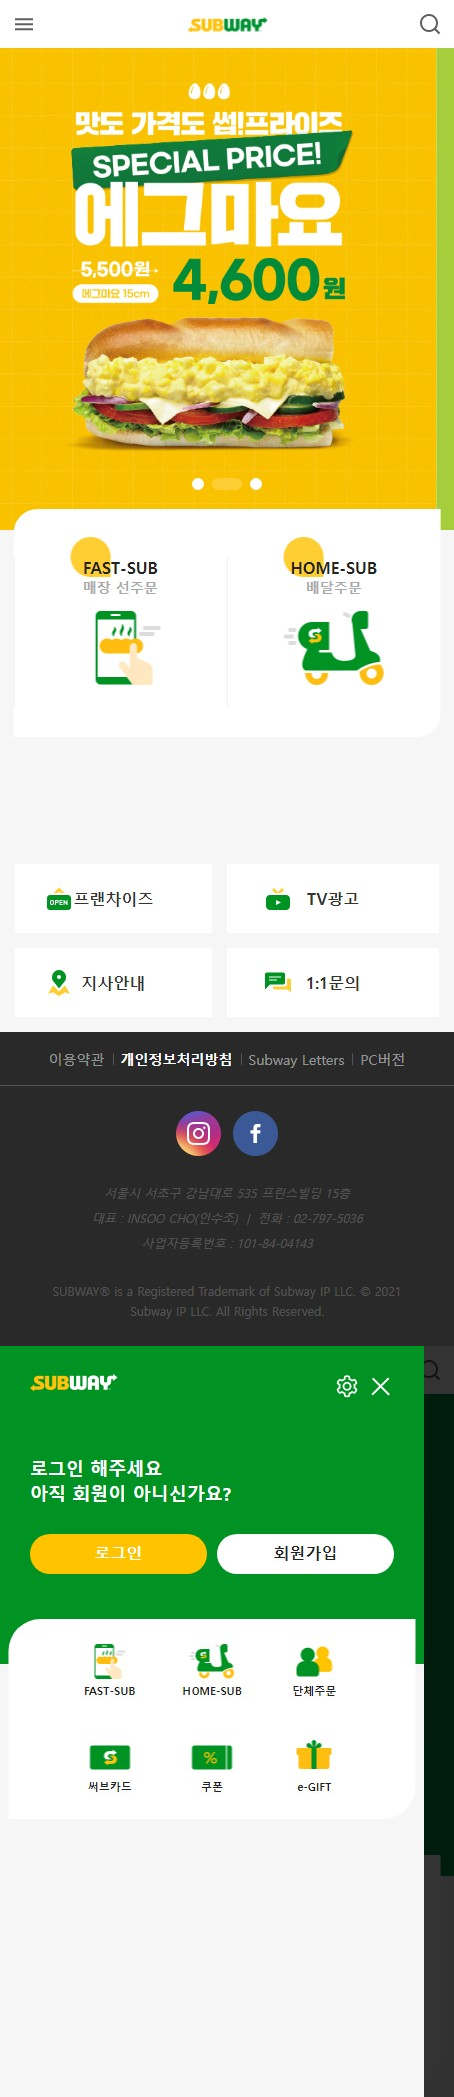 SUBWAY
맛도 가격도 썹!프라이즈
SPECIAL PRICE!
에그마요
5,500원
에그마요 15cm
4,600원
FAST-SUB
매장 선주문
HOME-SUB
배달주문
OPEN
프랜차이즈
TV광고
지사안내
1:1문의
이용약관 | 개인정보처리방침 | Subway Letters | PC버전
서울시 서초구 강남대로 535 프린스빌딩 15층
대표 : INSOO CHO(인수조) | 전화 : 02-797-5036
사업자등록번호 : 101-84-04143
SUBWAY® is a Registered Trademark of Subway IP LLC. © 2021
Subway IP LLC. All Rights Reserved.
SUBWAY
로그인 해주세요
아직 회원이 아니신가요?
로그인
회원가입
FAST-SUB
HOME-SUB
단체주문
써브카드
쿠폰
e-GIFT